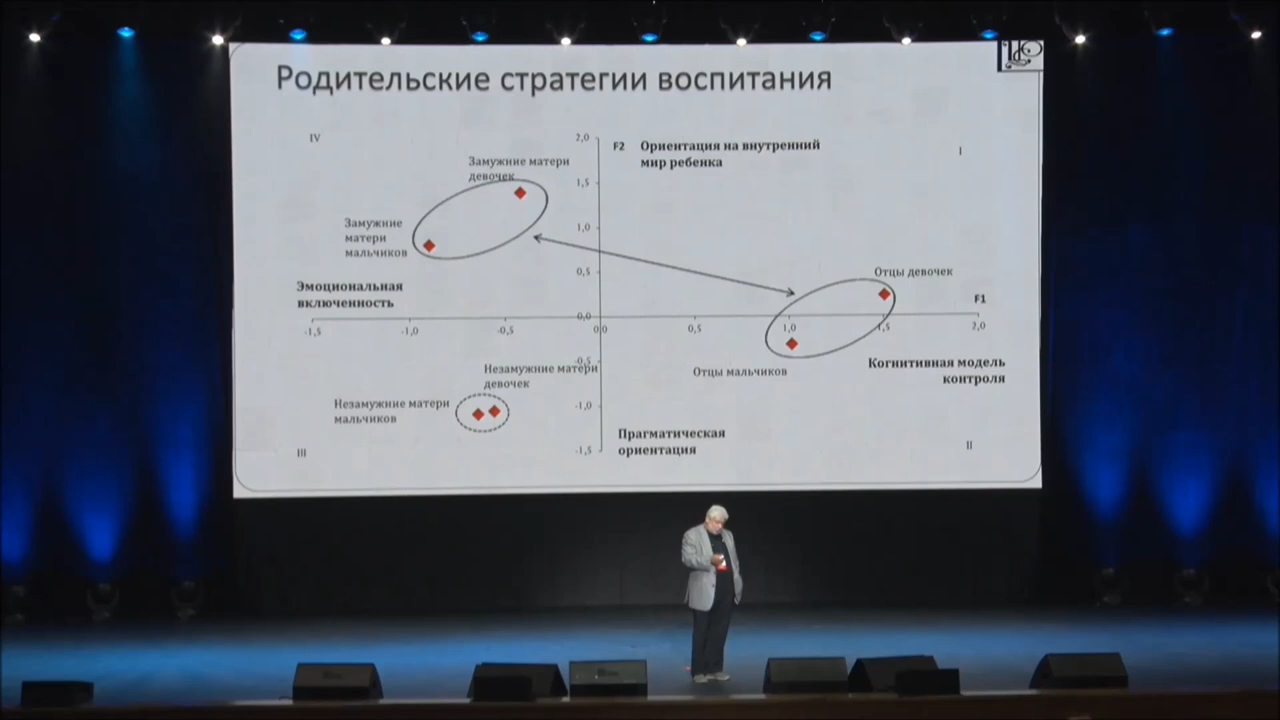 Родительские стратегии воспитания
IV
2,0
F2
Ориентация на внутренний
мир ребенка
I
Замужние матери
девочек
1,5
Замужние
матери
мальчиков
1,0
0,5
Отцы девочек
Эмоциональная
включенность
F1
0,0
-1,5
-1,0
-0,5
0,0
0,5
1,0
1,5
2,0
-0,5
Незамужние матери
девочек
Отцы мальчиков
Когнитивная модель
контроля
Незамужние матери
мальчиков
-1,0
Прагматическая
ориентация
-1,5
III
II